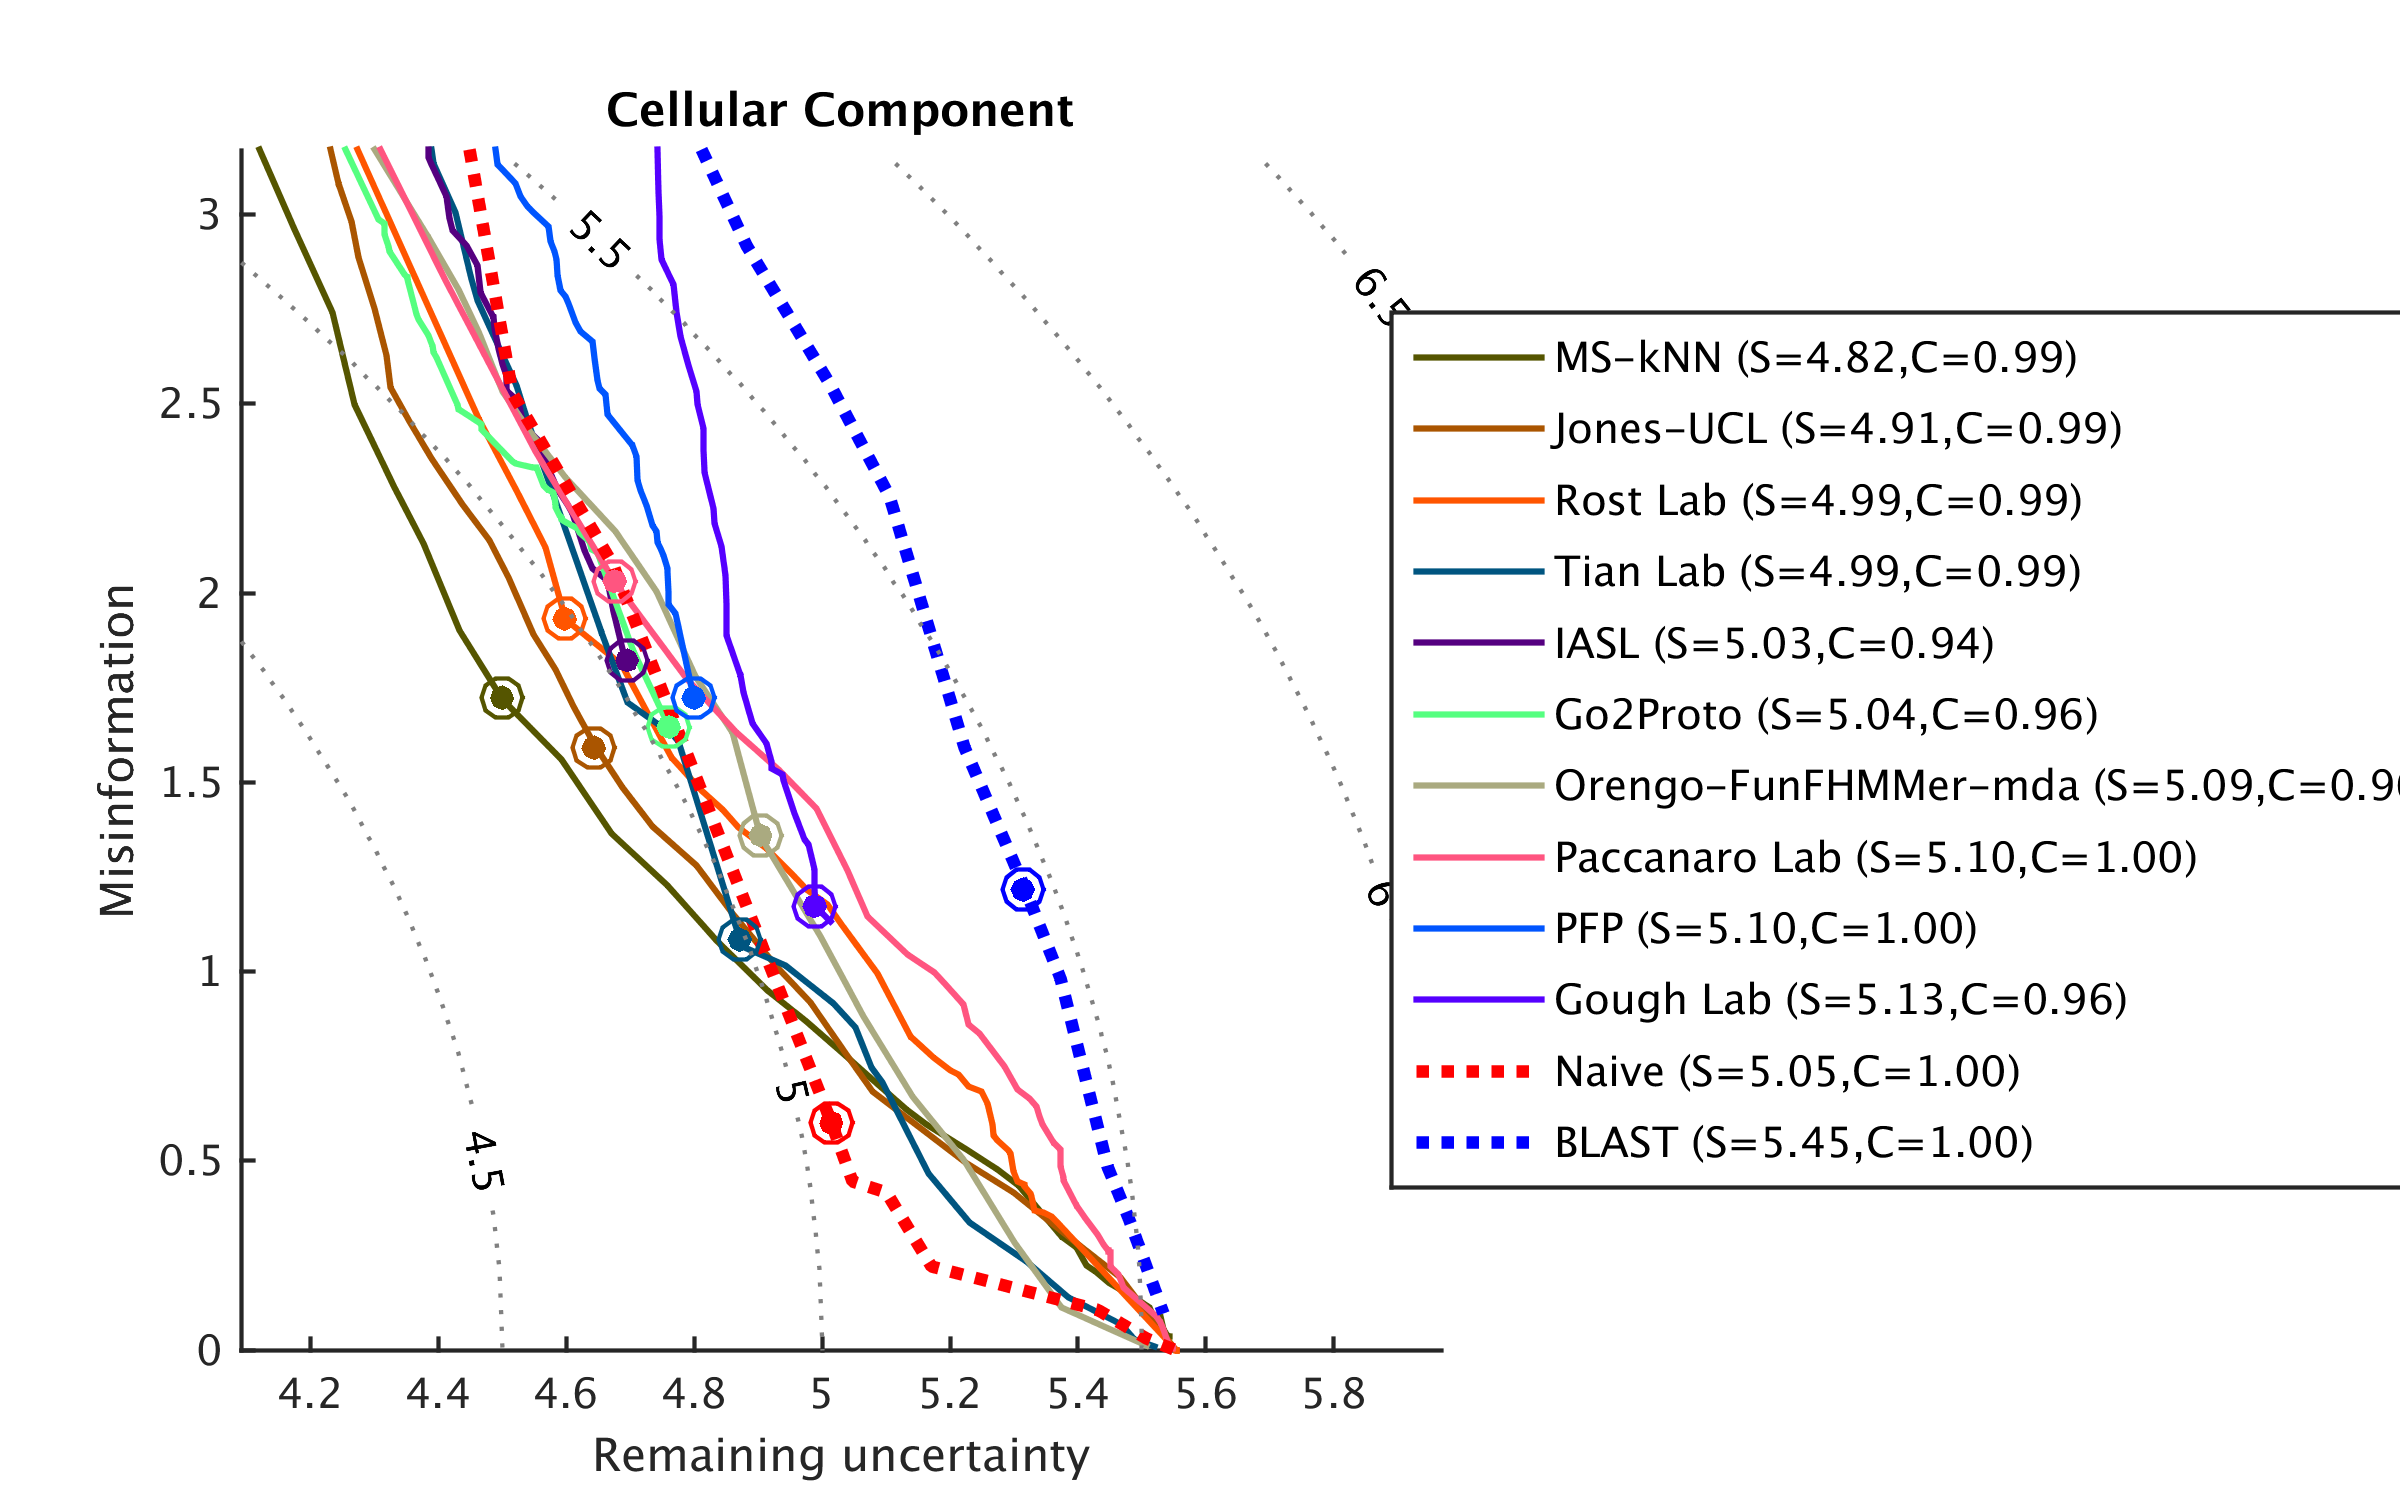 Cellular Component
Misinformation
3
2.5
2
1.5
1
0.5
0
4.2 4.4 4.6 4.8 5 5.2 5.4 5.6 5.8
Remaining uncertainty
5.5
6.5
6
5
4.5
MS-kNN (S=4.82,C=0.99)
Jones-UCL (S=4.91,C=0.99)
Rost Lab (S=4.99,C=0.99)
Tian Lab (S=4.99,C=0.99)
IASL (S=5.03,C=0.94)
Go2Proto (S=5.04,C=0.96)
Orengo-FunFHMMer-mda (S=5.09,C=0.9
Paccanaro Lab (S=5.10,C=1.00)
PFP (S=5.10,C=1.00)
Gough Lab (S=5.13,C=0.96)
Naive (S=5.05,C=1.00)
BLAST (S=5.45,C=1.00)